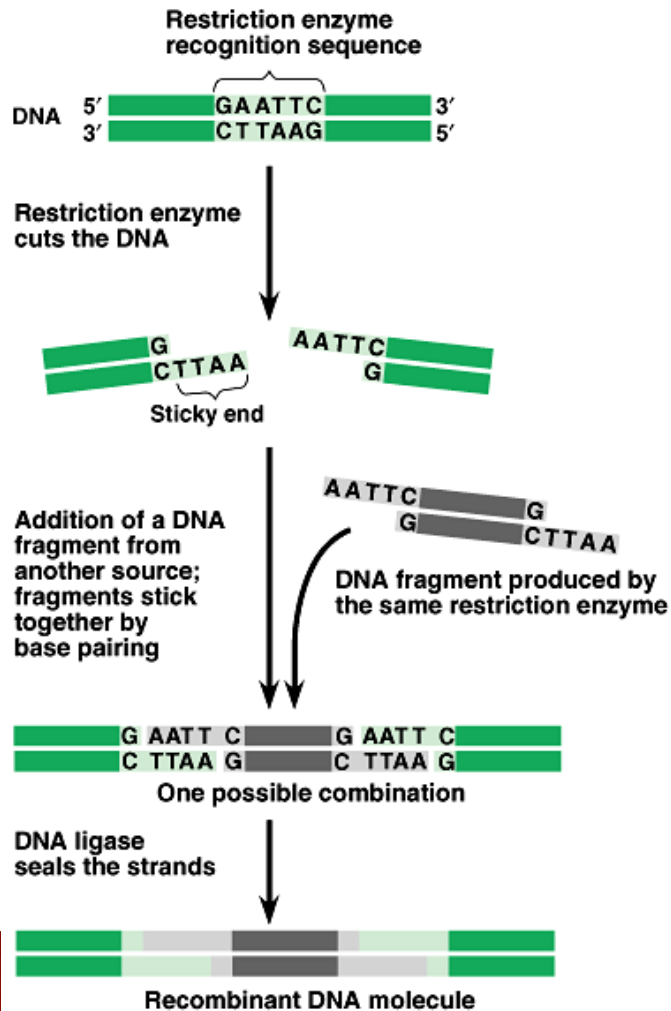 Restriction enzyme
recognition sequence
DNA
5′ GAATTC 3′
3′ CTTAAG 5′
Restriction enzyme
cuts the DNA
G
CTTAA
AATTC
G
Sticky end
Addition of a DNA
fragment from
another source;
fragments stick
together by
base pairing
AATTC G
G CTTAA
DNA fragment produced by
the same restriction enzyme
G AATT C G AATT C
C TTAA G C TTAA G
One possible combination
DNA ligase
seals the strands
Recombinant DNA molecule